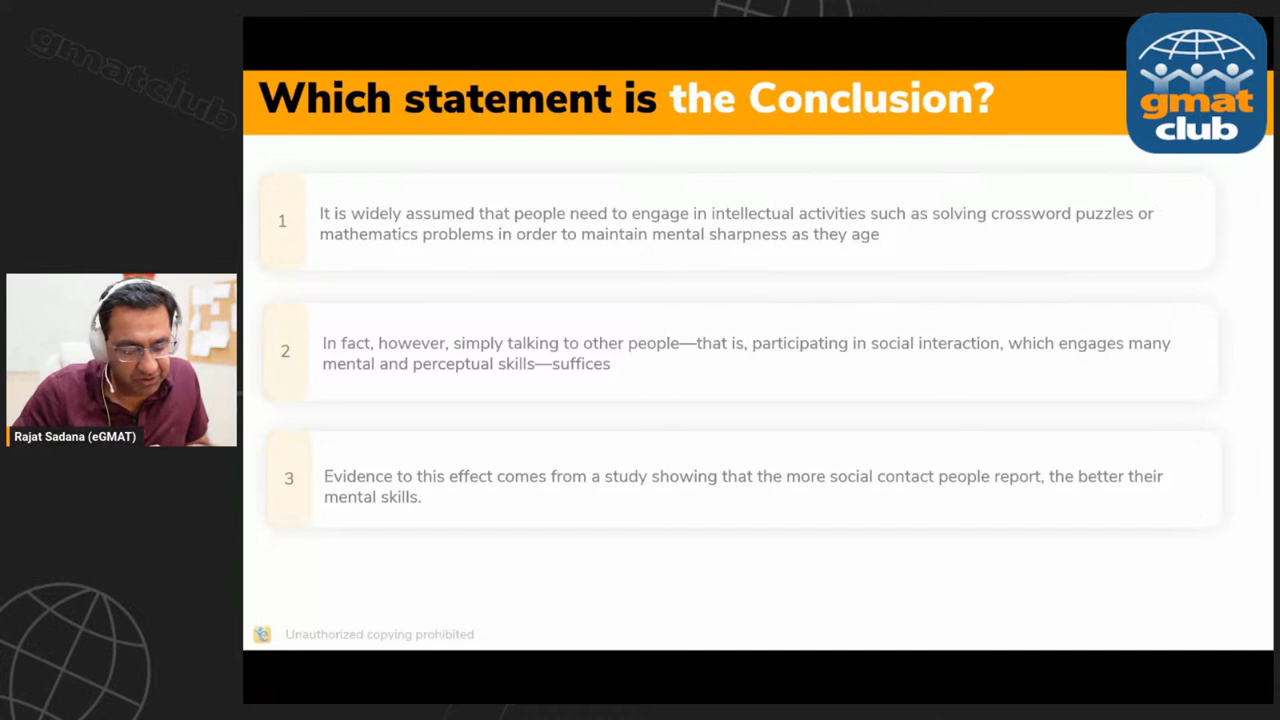 gmatclub
gmat
club
Which statement is the Conclusion?
1
It is widely assumed that people need to engage in intellectual activities such as solving crossword puzzles or
mathematics problems in order to maintain mental sharpness as they age
2
In fact, however, simply talking to other people—that is, participating in social interaction, which engages many
mental and perceptual skills—suffices
3
Evidence to this effect comes from a study showing that the more social contact people report, the better their
mental skills.
Rajat Sadana (eGMAT)
e
Unauthorized copying prohibited